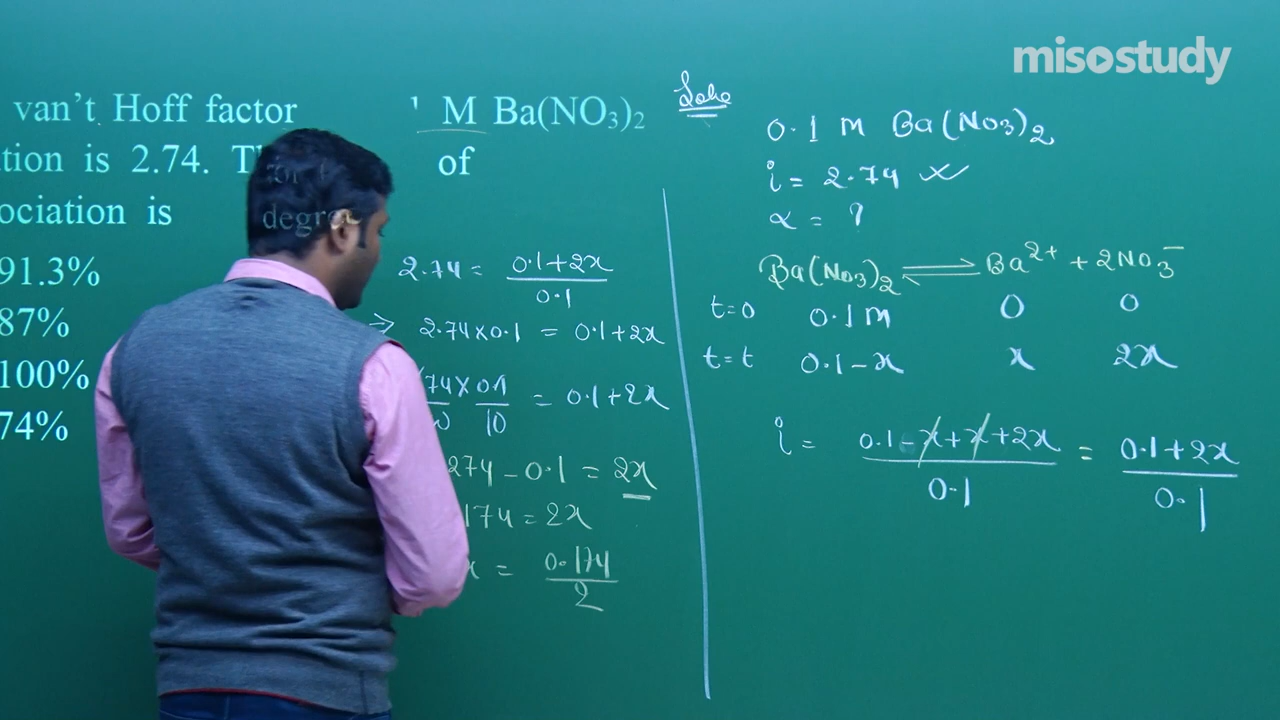 misostudy
van't Hoff factor M Ba(NO₃)₂
tion is 2.74. of
ociation is degre
91.3%
87%
100%
74%
2.74 = (0.1+2x)/0.1
⇒ 2.74×0.1 = 0.1+2x
= 0.1+2x
274 - 0.1 = 2x
174 = 2x
x = 0.174/2
Soln
0.1 M Ba(NO3)2
i = 2.74
α = ?
Ba(NO3)2 ⇌ Ba²⁺ + 2NO3⁻
t=0 0.1M 0 0
t=t 0.1-x x 2x
i = (0.1-x+x+2x)/0.1 = (0.1+2x)/0.1